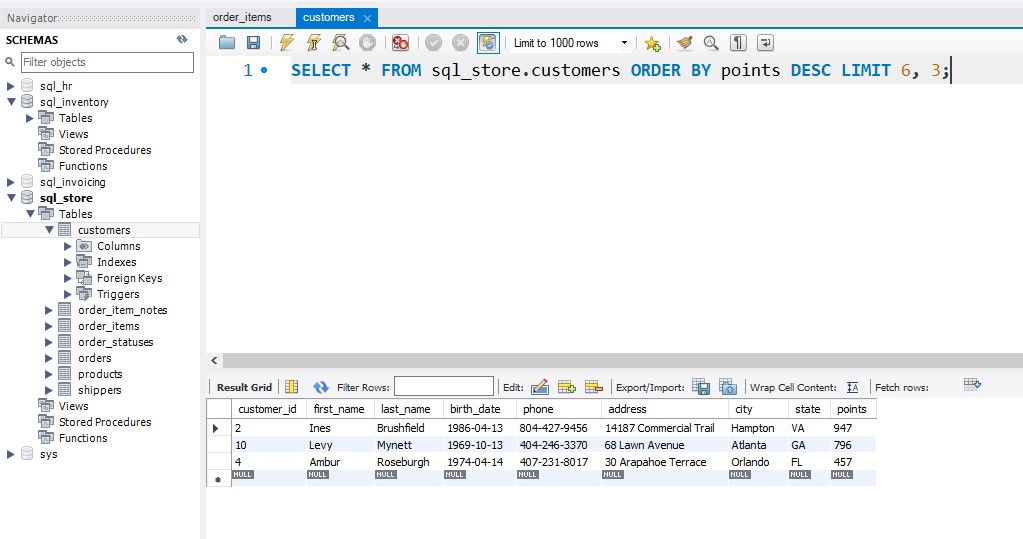 Navigator
order_items customers
SCHEMAS
Filter objects
Limit to 1000 rows
1 SELECT * FROM sql_store.customers ORDER BY points DESC LIMIT 6, 3;
sql_hr
sql_inventory
Tables
Views
Stored Procedures
Functions
sql_invoicing
sql_store
Tables
customers
Columns
Indexes
Foreign Keys
Triggers
order_item_notes
order_items
order_statuses
orders
products
shippers
Views
Stored Procedures
Functions
sys
Result Grid Filter Rows: Edit: Export/Import: Wrap Cell Content: Fetch rows:
customer_id first_name last_name birth_date phone address city state points
2 Ines Brushfield 1986-04-13 804-427-9456 14187 Commercial Trail Hampton VA 947
10 Levy Mynett 1969-10-13 404-246-3370 68 Lawn Avenue Atlanta GA 796
4 Ambur Roseburgh 1974-04-14 407-231-8017 30 Arapahoe Terrace Orlando FL 457
NULL NULL NULL NULL NULL NULL NULL NULL NULL